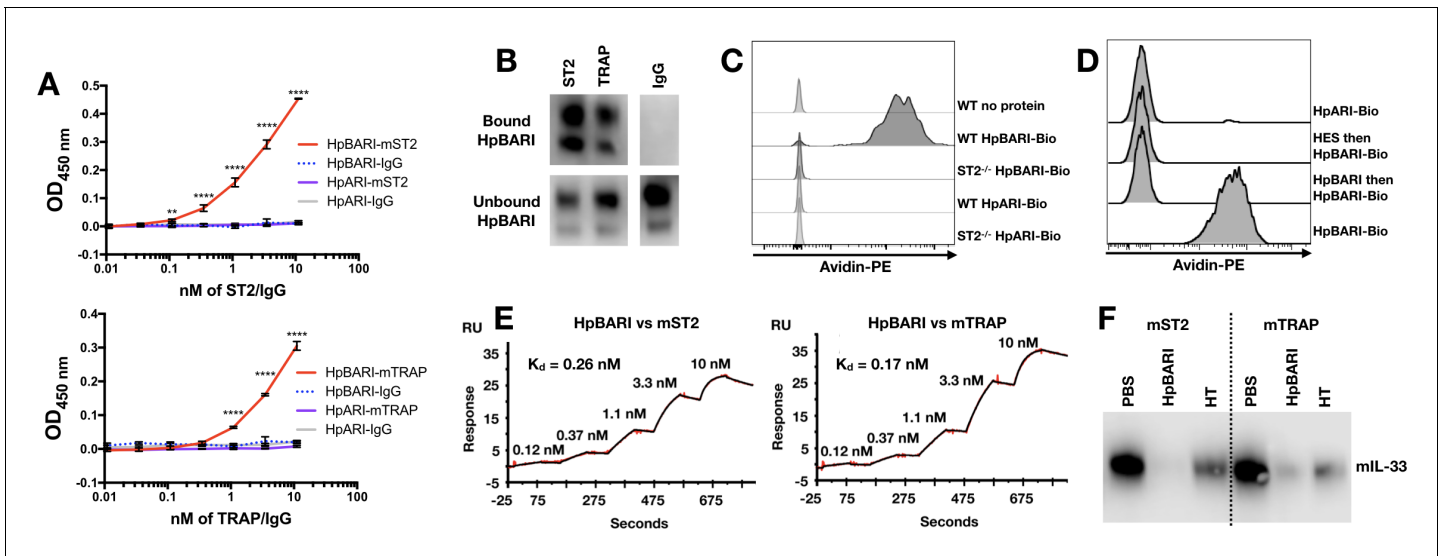 A
0.5
0.4
0.3
0.2
0.1
0.0
-0.1
OD450 nm
**
****
****
****
****
HpBARI-mST2
HpBARI-IgG
HpARI-mST2
HpARI-IgG
0.01
0.1
1
10
100
nM of ST2/IgG
0.4
0.3
0.2
0.1
0.0
-0.1
OD450 nm
****
****
****
HpBARI-mTRAP
HpBARI-IgG
HpARI-mTRAP
HpARI-IgG
0.01
0.1
1
10
100
nM of TRAP/IgG
B
ST2
TRAP
IgG
Bound
HpBARI
Unbound
HpBARI
C
WT no protein
WT HpBARI-Bio
ST2-/- HpBARI-Bio
WT HpARI-Bio
ST2-/- HpARI-Bio
Avidin-PE
D
HpARI-Bio
HES then
HpBARI-Bio
HpBARI then
HpBARI-Bio
HpBARI-Bio
Avidin-PE
E
HpBARI vs mST2
RU
35
25
15
5
-5
Response
Kd = 0.26 nM
0.12 nM
0.37 nM
1.1 nM
3.3 nM
10 nM
-25
75
275
475
675
Seconds
HpBARI vs mTRAP
RU
35
25
15
5
-5
Response
Kd = 0.17 nM
0.12 nM
0.37 nM
1.1 nM
3.3 nM
10 nM
-25
75
275
475
675
Seconds
F
mST2
mTRAP
PBS
HpBARI
HT
PBS
HpBARI
HT
mIL-33